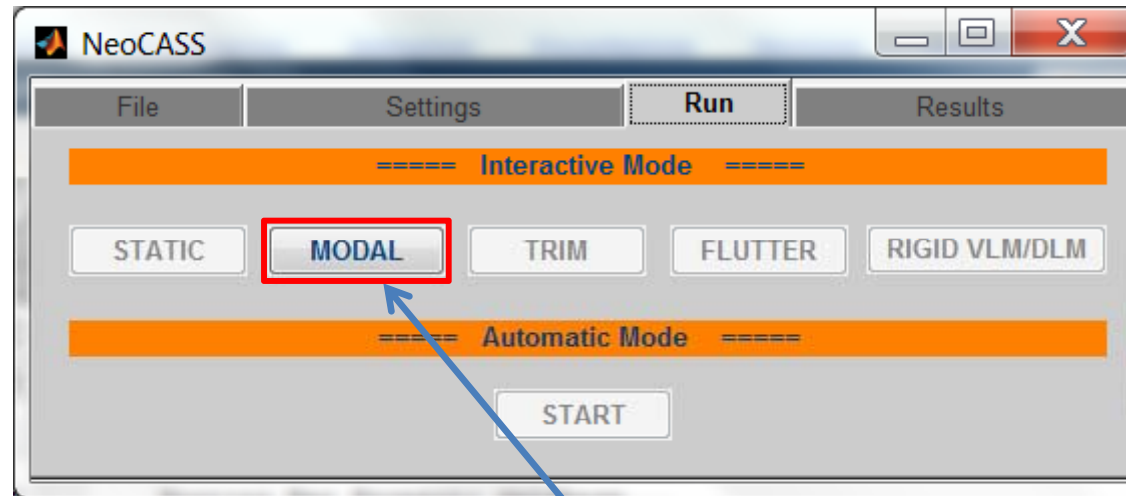 NeoCASS
File Settings Run Results
===== Interactive Mode =====
STATIC MODAL TRIM FLUTTER RIGID VLM/DLM
===== Automatic Mode =====
START